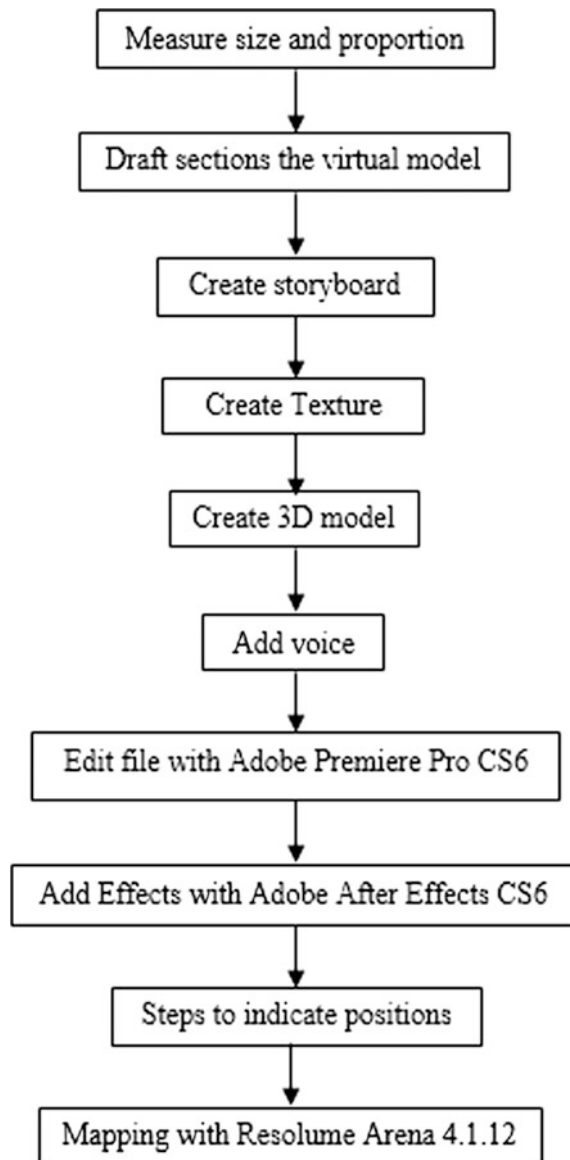 Measure size and proportion
Draft sections the virtual model
Create storyboard
Create Texture
Create 3D model
Add voice
Edit file with Adobe Premiere Pro CS6
Add Effects with Adobe After Effects CS6
Steps to indicate positions
Mapping with Resolume Arena 4.1.12